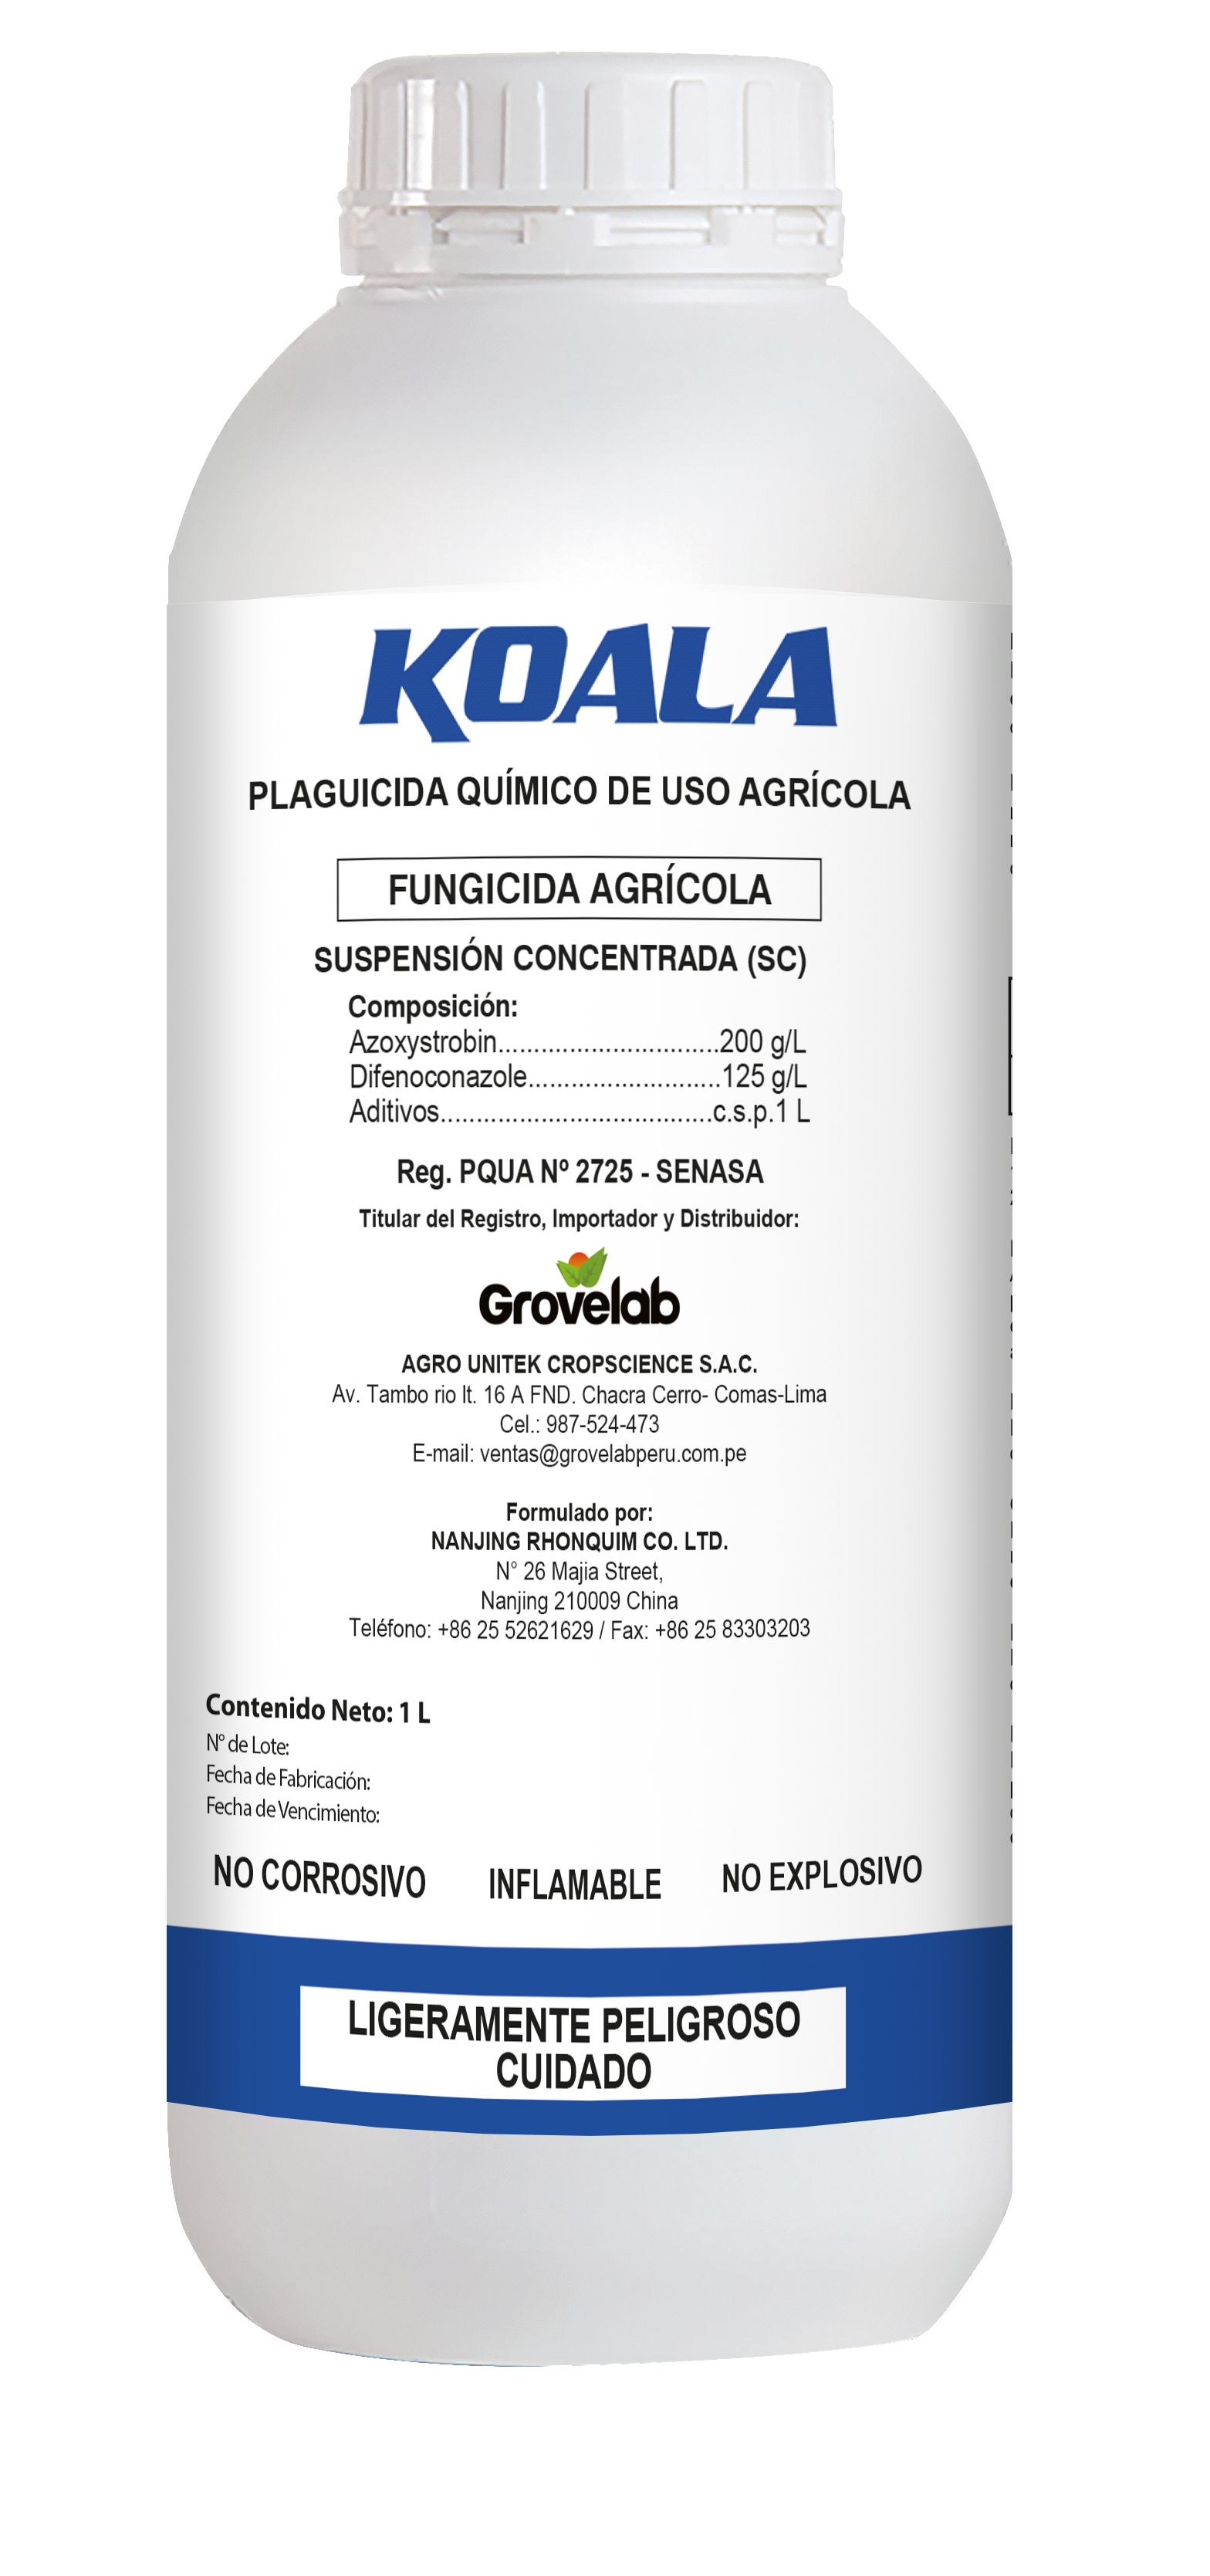 KOALA
PLAGUICIDA QUÍMICO DE USO AGRÍCOLA
FUNGICIDA AGRÍCOLA
SUSPENSIÓN CONCENTRADA (SC)
Composición:
Azoxystrobin...............................200 g/L
Difenoconazole...........................125 g/L
Aditivos......................................c.s.p.1 L
Reg. PQUA Nº 2725 - SENASA
Titular del Registro, Importador y Distribuidor:
Grovelab
AGRO UNITEK CROPSCIENCE S.A.C.
Av. Tambo rio lt. 16 A FND. Chacra Cerro- Comas-Lima
Cel.: 987-524-473
E-mail: ventas@grovelabperu.com.pe
Formulado por:
NANJING RHONQUIM CO. LTD.
N° 26 Majia Street,
Nanjing 210009 China
Teléfono: +86 25 52621629 / Fax: +86 25 83303203
Contenido Neto: 1 L
N° de Lote:
Fecha de Fabricación:
Fecha de Vencimiento:
NO CORROSIVO INFLAMABLE NO EXPLOSIVO
LIGERAMENTE PELIGROSO
CUIDADO